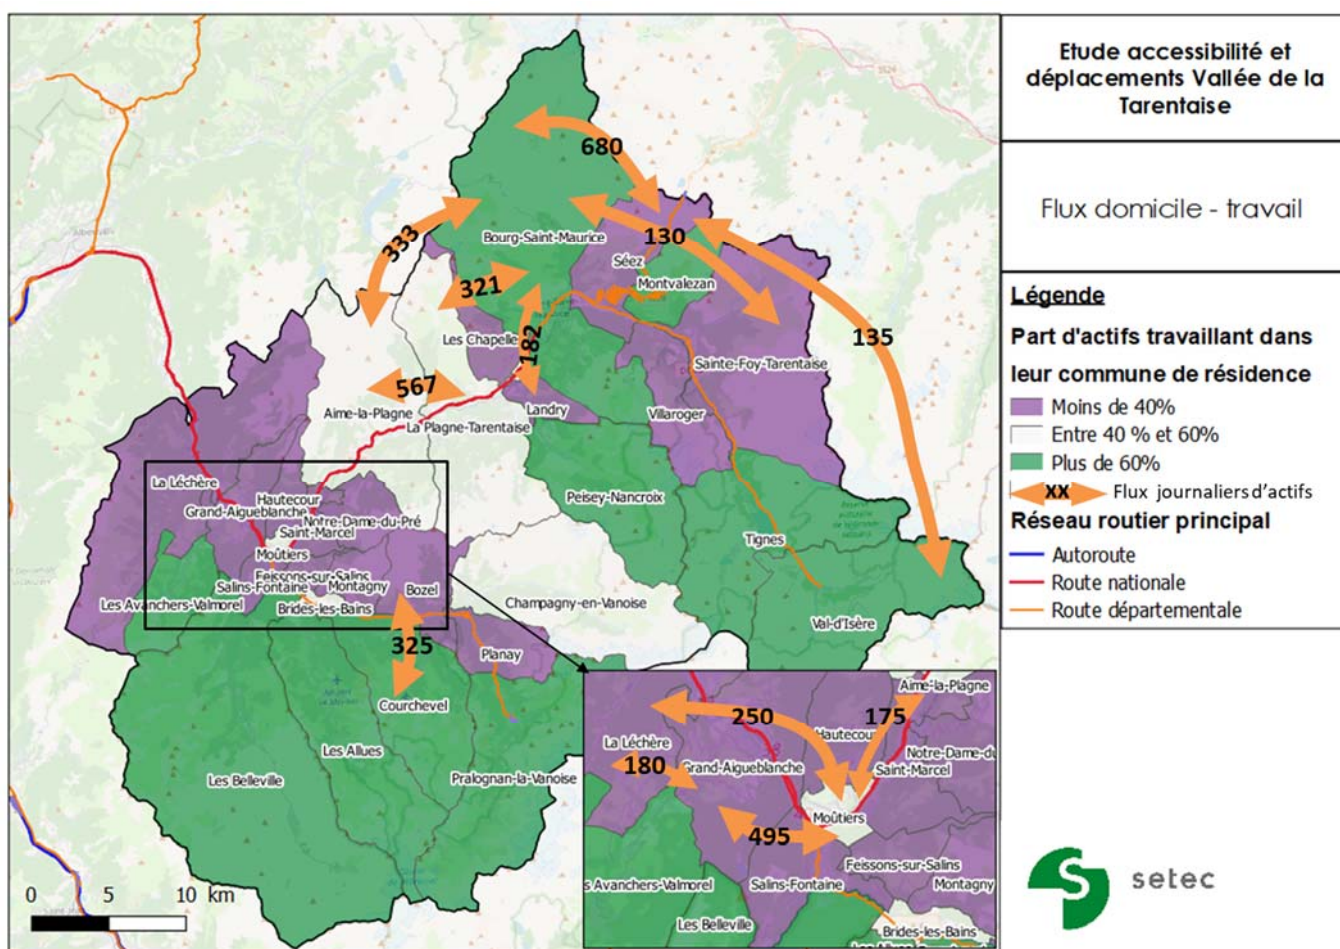 Etude accessibilité et
déplacements Vallée de la
Tarentaise
Flux domicile - travail
Légende
Part d'actifs travaillant dans
leur commune de résidence
Moins de 40%
Entre 40 % et 60%
Plus de 60%
XX Flux journaliers d'actifs
Réseau routier principal
Autoroute
Route nationale
Route départementale
setec
680
333
Bourg-Saint-Maurice
130
Séez
Montvalezan
321
135
Les Chapelle
182
Sainte-Foy-Tarentaise
567
Aime-la-Plagne
Landry
Villaroger
La Plagne-Tarentaise
La Léchère
Hautecour
Grand-Aigueblanche
Notre-Dame-du-Pré
Saint-Marcel
Peisey-Nancroix
Tignes
Moûtiers
Feissons-sur-Salins
Salins-Fontaine
Montagny
Bozel
Les Avanchers-Valmorel
Brides-les-Bains
Champagny-en-Vanoise
Val-d'Isère
325
Planay
Courchevel
Les Allues
Les Belleville
Pralognan-la-Vanoise
0 5 10 km
Aime-la-Plagne
250
175
Hautecour
La Léchère
Notre-Dame-du
180
Grand-Aigueblanche
Saint-Marcel
Moûtiers
495
Feissons-sur-Salins
s Avanchers-Valmorel
Salins-Fontaine
Montagny
Les Belleville
Brides-les-Bains